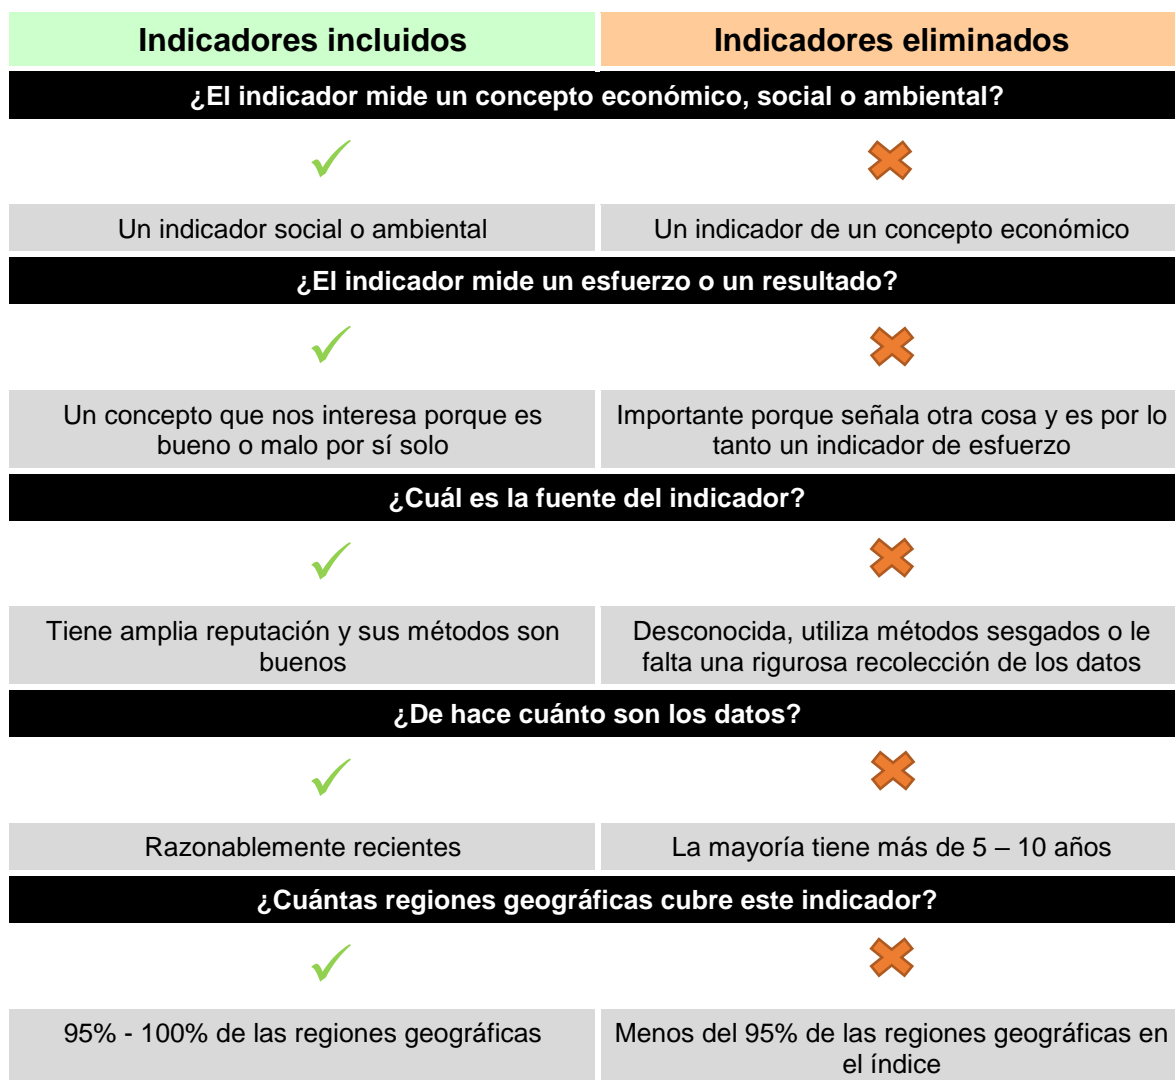 Indicadores incluidos
Indicadores eliminados
¿El indicador mide un concepto económico, social o ambiental?
Un indicador social o ambiental
Un indicador de un concepto económico
¿El indicador mide un esfuerzo o un resultado?
Un concepto que nos interesa porque es
bueno o malo por sí solo
Importante porque señala otra cosa y es por lo
tanto un indicador de esfuerzo
¿Cuál es la fuente del indicador?
Tiene amplia reputación y sus métodos son
buenos
Desconocida, utiliza métodos sesgados o le
falta una rigurosa recolección de los datos
¿De hace cuánto son los datos?
Razonablemente recientes
La mayoría tiene más de 5 – 10 años
¿Cuántas regiones geográficas cubre este indicador?
95% - 100% de las regiones geográficas
Menos del 95% de las regiones geográficas en
el índice